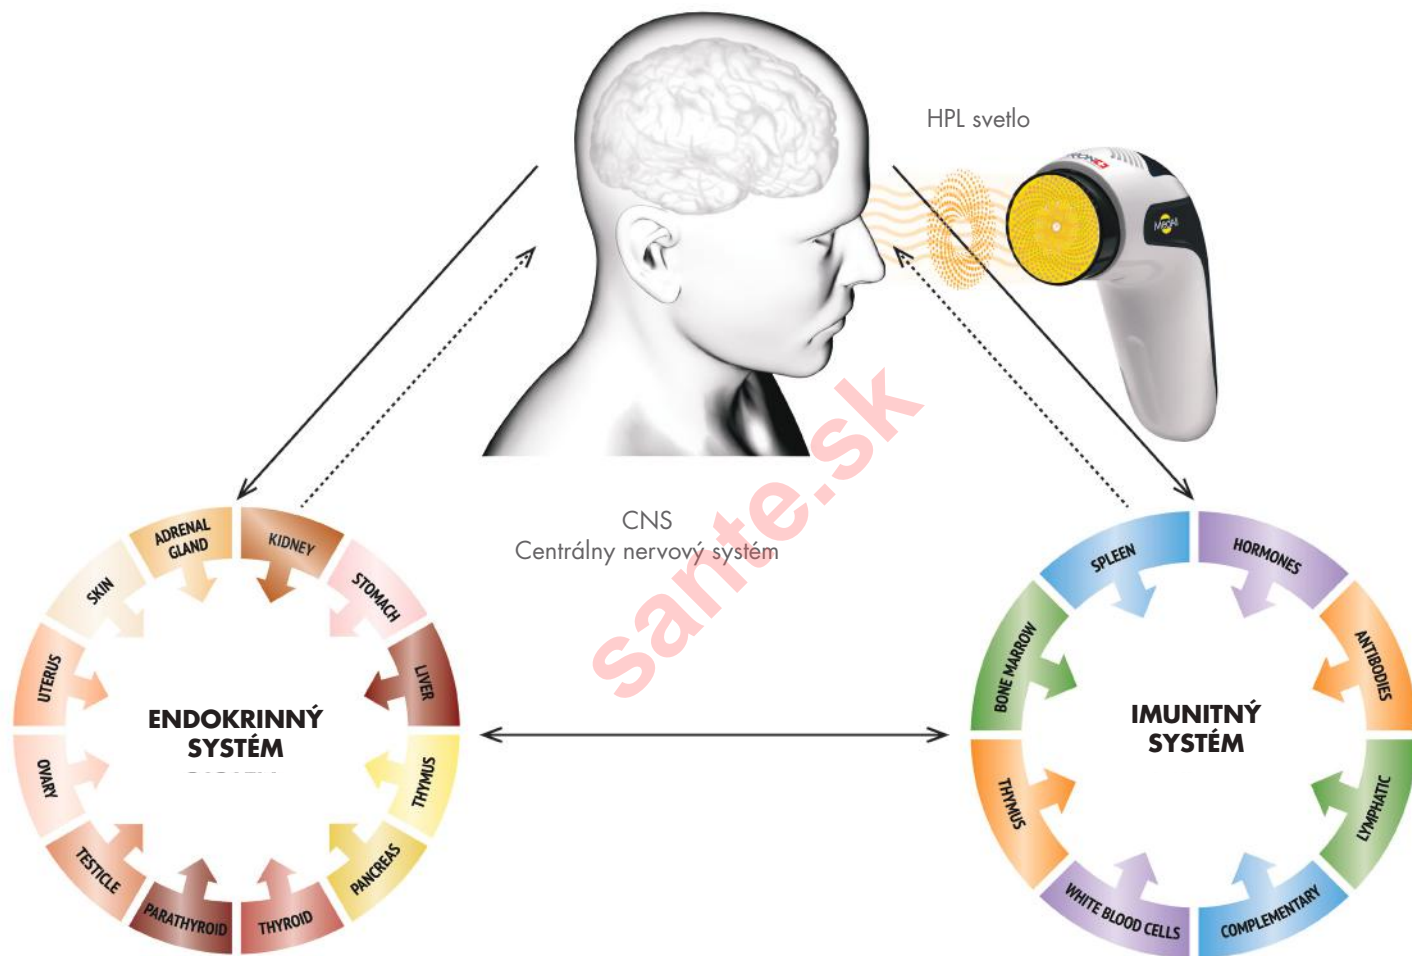 HPL svetlo
MedAll
CNS
Centrálny nervový systém
sante.sk
ADRENAL
GLAND
KIDNEY
STOMACH
LIVER
THYMUS
PANCREAS
THYROID
PARATHYROID
TESTICLE
OVARY
UTERUS
SKIN
ENDOKRINNÝ
SYSTÉM
SPLEEN
HORMONES
ANTIBODIES
LYMPHATIC
COMPLEMENTARY
WHITE BLOOD CELLS
THYMUS
BONE MARROW
IMUNITNÝ
SYSTÉM